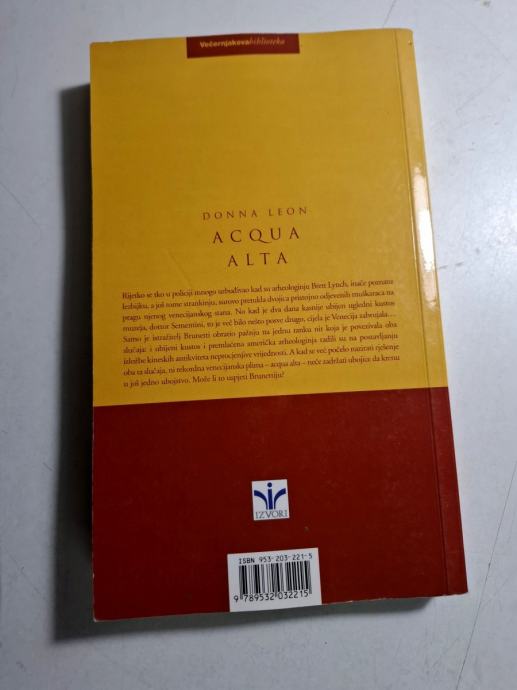 Večernjakova biblioteka
DONNA LEON
ACQUA
ALTA
Rijetko se tko u policiji mnogo uzbuđivao kad su arheologinju Brett Lynch, inače poznatu
lezbijku, a još tome strankinju, surovo pretukla dvojica pristojno odjevenih muškaraca na
pragu njenog venecijanskog stana. No kad je dva dana kasnije ubijen ugledni kustos
muzeja, dottor Semenzini, to je već bilo nešto posve drugo, cijela je Venecija zabrujala...
Samo je istražitelj Brunetti obratio pažnju na jednu tanku nit koja je povezivala oba
slučaja: i ubijeni kustos i premlaćena američka arheologinja radili su na postavljanju
izložbe kineskih antikviteta neprocjenjive vrijednosti. A kad se već počelo nazirati rješenje
oba ta slučaja, ni rekordna venecijanska plima – acqua alta – neće zadržati ubojice da krenu
u još jedno ubojstvo. Može li to uspjeti Brunettiju?
IZVORI
ISBN 953-203-221-5
9 789532 032215